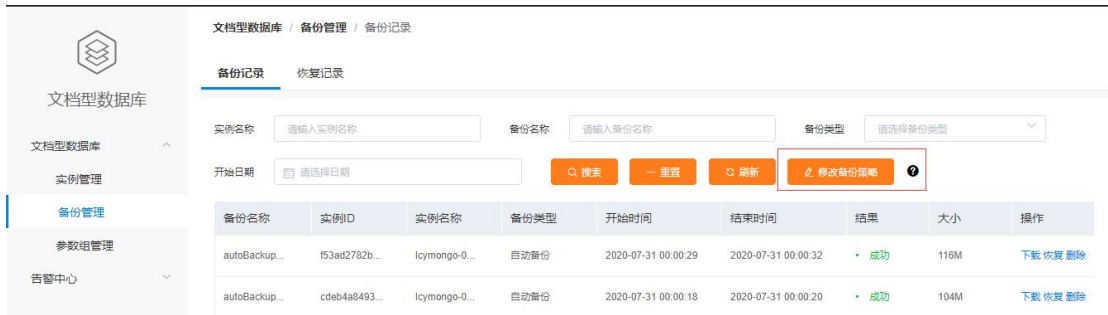 文档型数据库 / 备份管理 / 备份记录
备份记录 恢复记录
文档型数据库
实例名称 请输入实例名称 备份名称 请输入备份名称 备份类型 请选择备份类型
文档型数据库
开始日期 请选择日期 搜索 重置 刷新 修改备份策略 ?
实例管理
备份管理
参数组管理
告警中心
备份名称 实例ID 实例名称 备份类型 开始时间 结束时间 结果 大小 操作
autoBackup... f53ad2782b... lcymongo-0... 自动备份 2020-07-31 00:00:29 2020-07-31 00:00:32 成功 116M 下载 恢复 删除
autoBackup... cdeb4a8493... lcymongo-0... 自动备份 2020-07-31 00:00:18 2020-07-31 00:00:20 成功 104M 下载 恢复 删除